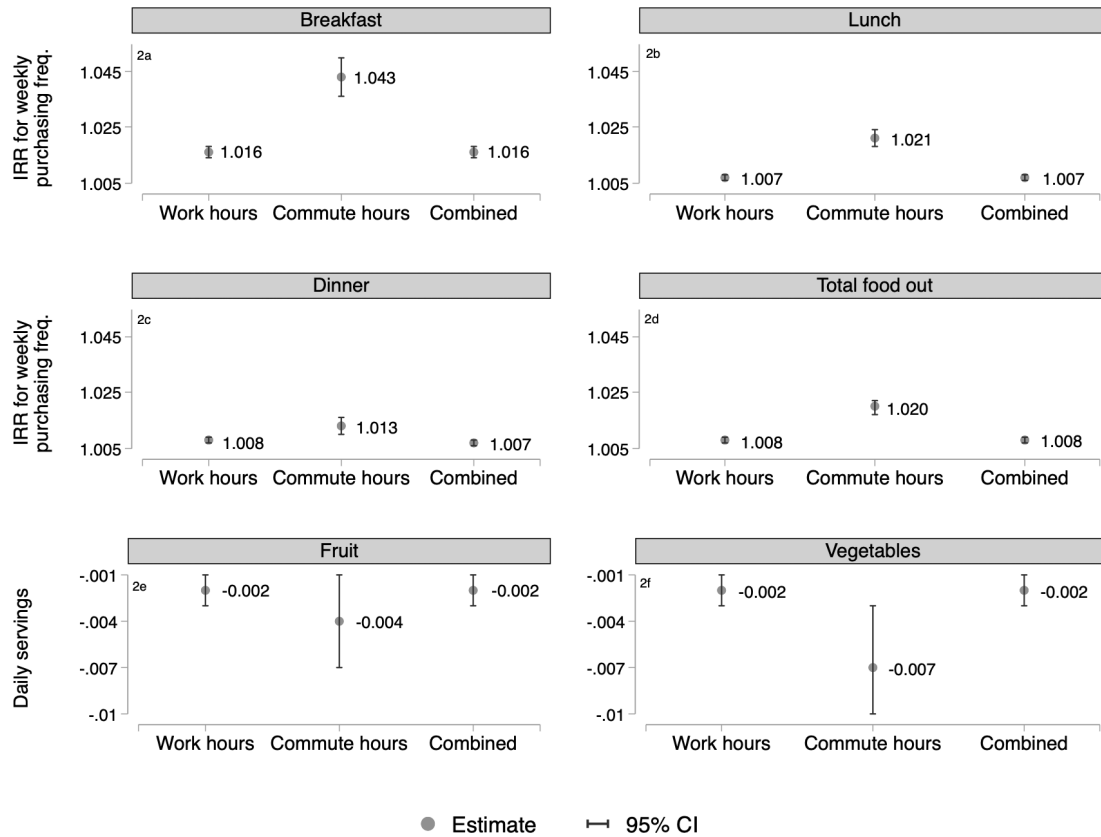 Breakfast
Lunch
IRR for weekly
purchasing freq.
2a
1.045
1.025
1.005
1.016
1.043
1.016
Work hours Commute hours Combined
2b
1.045
1.025
1.005
1.007
1.021
1.007
Work hours Commute hours Combined
Dinner
Total food out
IRR for weekly
purchasing freq.
2c
1.045
1.025
1.005
1.008
1.013
1.007
Work hours Commute hours Combined
2d
1.045
1.025
1.005
1.008
1.020
1.008
Work hours Commute hours Combined
Fruit
Vegetables
Daily servings
2e
-.001
-.004
-.007
-.01
-0.002
-0.004
-0.002
Work hours Commute hours Combined
2f
-.001
-.004
-.007
-.01
-0.002
-0.007
-0.002
Work hours Commute hours Combined
Estimate 95% CI